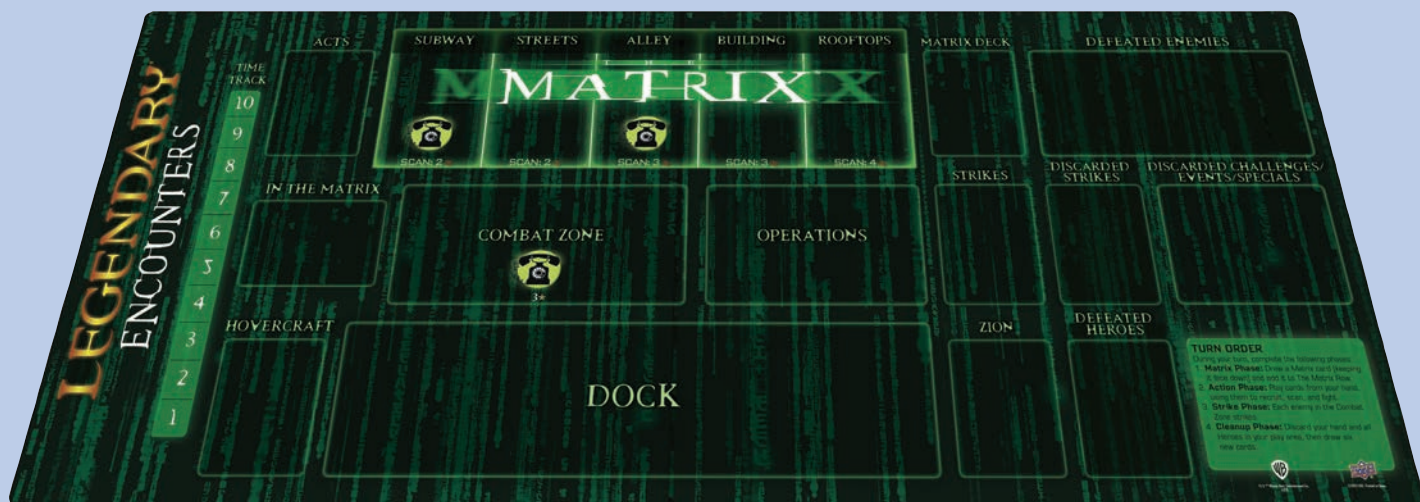 LEGENDARY
ENCOUNTERS
TIME
TRACK
10
9
8
7
6
5
4
3
2
1
ACTS
SUBWAY
STREETS
ALLEY
BUILDING
ROOFTOPS
MATRIX
SCAN: 2
SCAN: 2
SCAN: 3
SCAN: 3
SCAN: 4
MATRIX DECK
DEFEATED ENEMIES
IN THE MATRIX
COMBAT ZONE
3★
OPERATIONS
STRIKES
DISCARDED
STRIKES
DISCARDED CHALLENGES/
EVENTS/SPECIALS
HOVERCRAFT
DOCK
ZION
DEFEATED
HEROES
TURN ORDER
During your turn, complete the following phases:
1. Matrix Phase: Draw a Matrix card (keeping
it face down) and add it to The Matrix Row.
2. Action Phase: Play cards from your hand,
using them to recruit, scan, and fight.
3. Strike Phase: Each enemy in the Combat
Zone strikes.
4. Cleanup Phase: Discard your hand and all
Heroes in your play area, then draw six
new cards.
WB